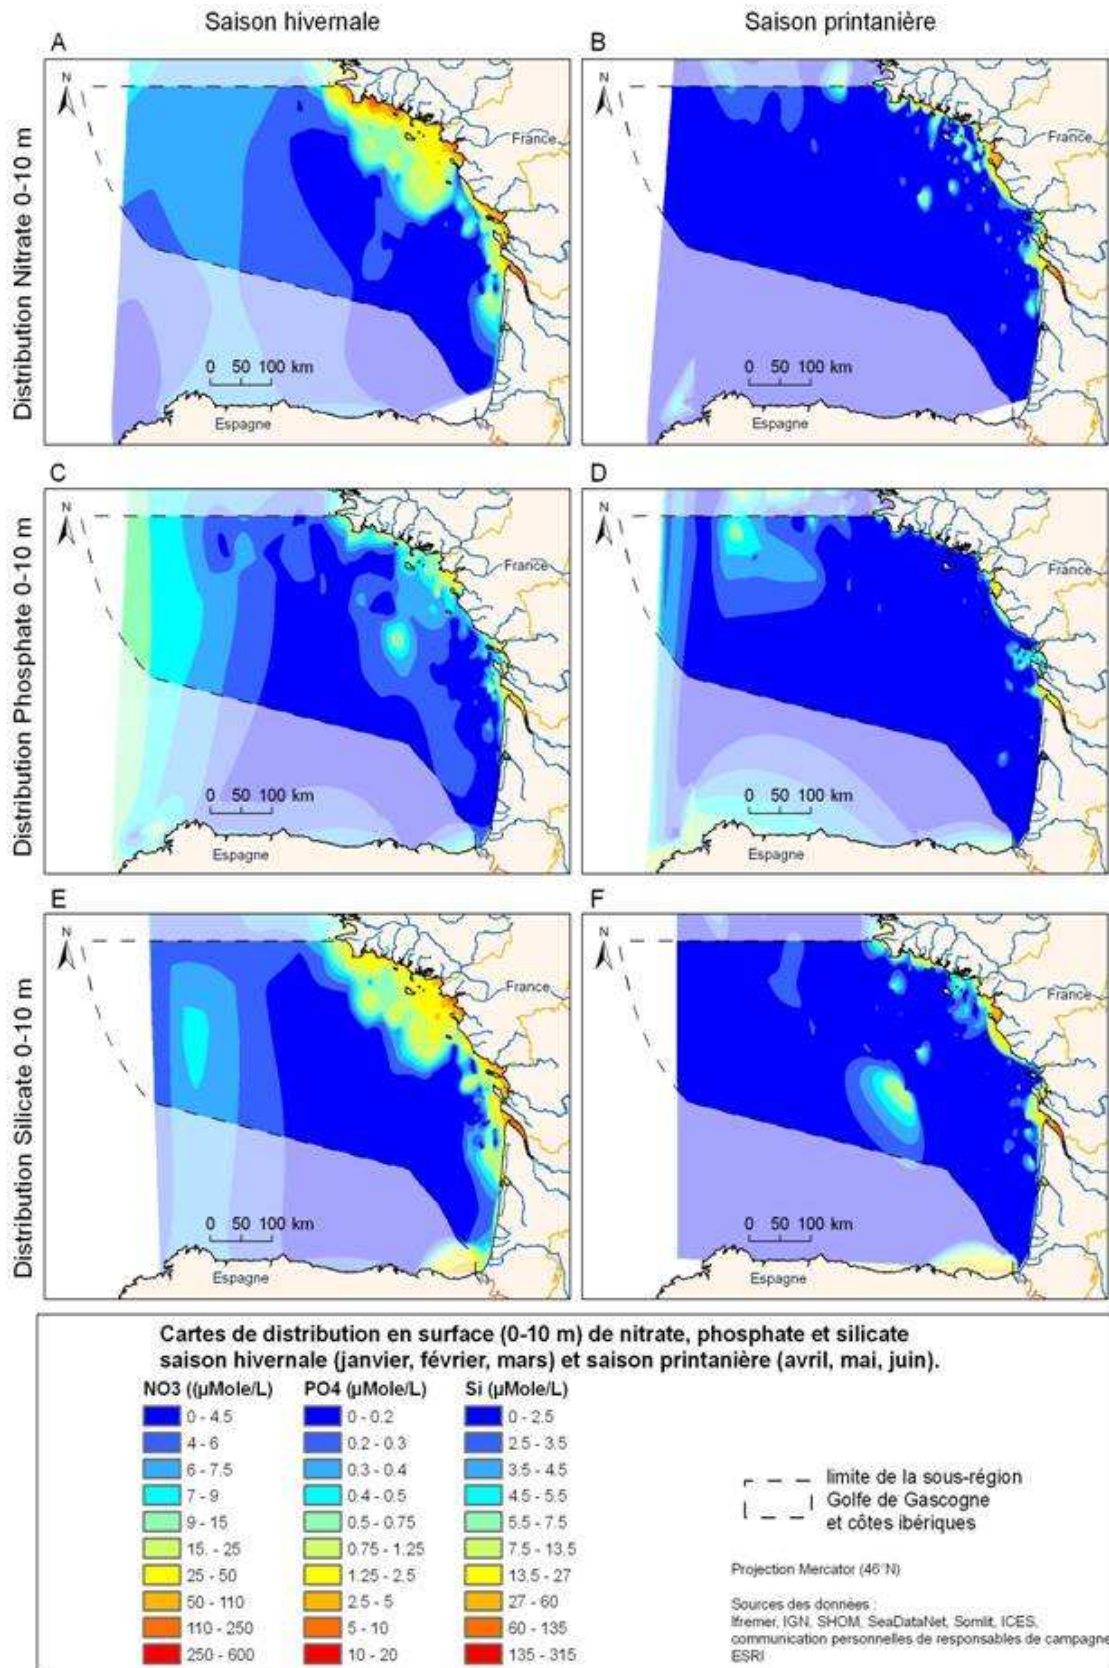 Saison hivernale
Saison printanière
A
B
Distribution Nitrate 0-10 m
N
France
0 50 100 km
Espagne
N
France
0 50 100 km
Espagne
C
D
Distribution Phosphate 0-10 m
N
France
0 50 100 km
Espagne
N
France
0 50 100 km
Espagne
E
F
Distribution Silicate 0-10 m
N
France
0 50 100 km
Espagne
N
France
0 50 100 km
Espagne
Cartes de distribution en surface (0-10 m) de nitrate, phosphate et silicate
saison hivernale (janvier, février, mars) et saison printanière (avril, mai, juin).
NO3 ((µMole/L) PO4 (µMole/L) Si (µMole/L)
0 - 4.5 0 - 0.2 0 - 2.5
4 - 6 0.2 - 0.3 2.5 - 3.5
6 - 7.5 0.3 - 0.4 3.5 - 4.5
7 - 9 0.4 - 0.5 4.5 - 5.5
9 - 15 0.5 - 0.75 5.5 - 7.5
15. - 25 0.75 - 1.25 7.5 - 13.5
25 - 50 1.25 - 2.5 13.5 - 27
50 - 110 2.5 - 5 27 - 60
110 - 250 5 - 10 60 - 135
250 - 600 10 - 20 135 - 315
limite de la sous-région
Golfe de Gascogne
et côtes ibériques
Projection Mercator (46°N)
Sources des données :
Ifremer, IGN, SHOM, SeaDataNet, Somlit, ICES,
communication personnelles de responsables de campagne
ESRI